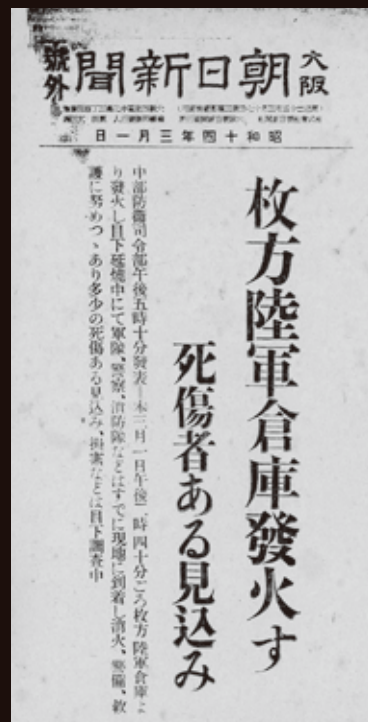 大阪朝日新聞 號外
昭和十四年三月一日
枚方陸軍倉庫發火す
死傷者ある見込み
中部防衞司令部午後五時十分發表=本三月一日午後二時四十分ごろ枚方陸軍倉庫よ
り發火し目下延燒中にて軍隊、警察、消防隊などはすでに現地に到着し消火、警備、救
護に努めつゝあり多少の死傷ある見込み、損害などは目下調査中